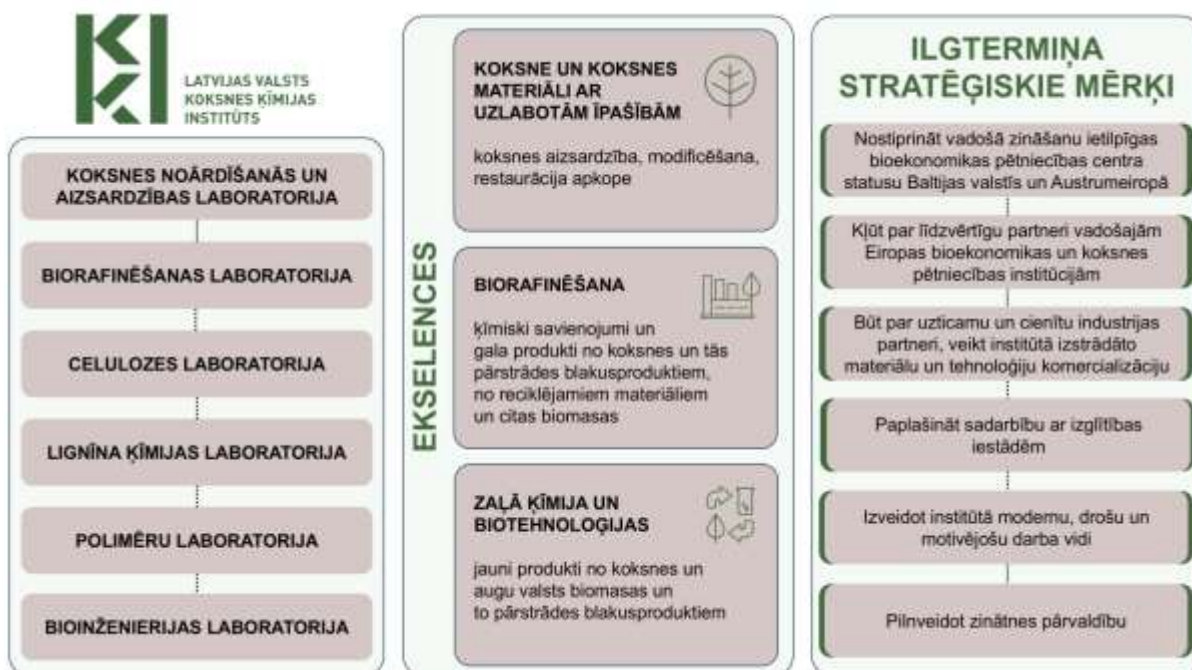 LATVIJAS VALSTS
KOKSNES ĶĪMIJAS
INSTITŪTS
KOKSNES NOĀRDĪŠANĀS UN
AIZSARDZĪBAS LABORATORIJA
BIORAFINĒŠANAS LABORATORIJA
CELULOZES LABORATORIJA
LIGNĪNA ĶĪMIJAS LABORATORIJA
POLIMĒRU LABORATORIJA
BIOINŽENIERIJAS LABORATORIJA
EKSELENCES
KOKSNE UN KOKSNES
MATERIĀLI AR
UZLABOTĀM ĪPAŠĪBĀM
koksnes aizsardzība, modificēšana,
restaurācija apkope
BIORAFINĒŠANA
ķīmiski savienojumi un
gala produkti no koksnes un tās
pārstrādes blakusproduktiem,
no reciklējamiem materiāliem
un citas biomasas
ZAĻĀ ĶĪMIJA UN
BIOTEHNOLOĢIJAS
jauni produkti no koksnes un
augu valsts biomasas un
to pārstrādes blakusproduktiem
ILGTERMIŅA
STRATĒĢISKIE MĒRĶI
Nostiprināt vadošā zināšanu ietilpīgas
bioekonomikas pētniecības centra
statusu Baltijas valstīs un Austrumeiropā
Kļūt par līdzvērtīgu partneri vadošajām
Eiropas bioekonomikas un koksnes
pētniecības institūcijām
Būt par uzticamu un cienītu industrijas
partneri, veikt institūtā izstrādāto
materiālu un tehnoloģiju komercializāciju
Paplašināt sadarbību ar izglītības
iestādēm
Izveidot institūtā modernu, drošu un
motivējošu darba vidi
Pilnveidot zinātnes pārvaldību